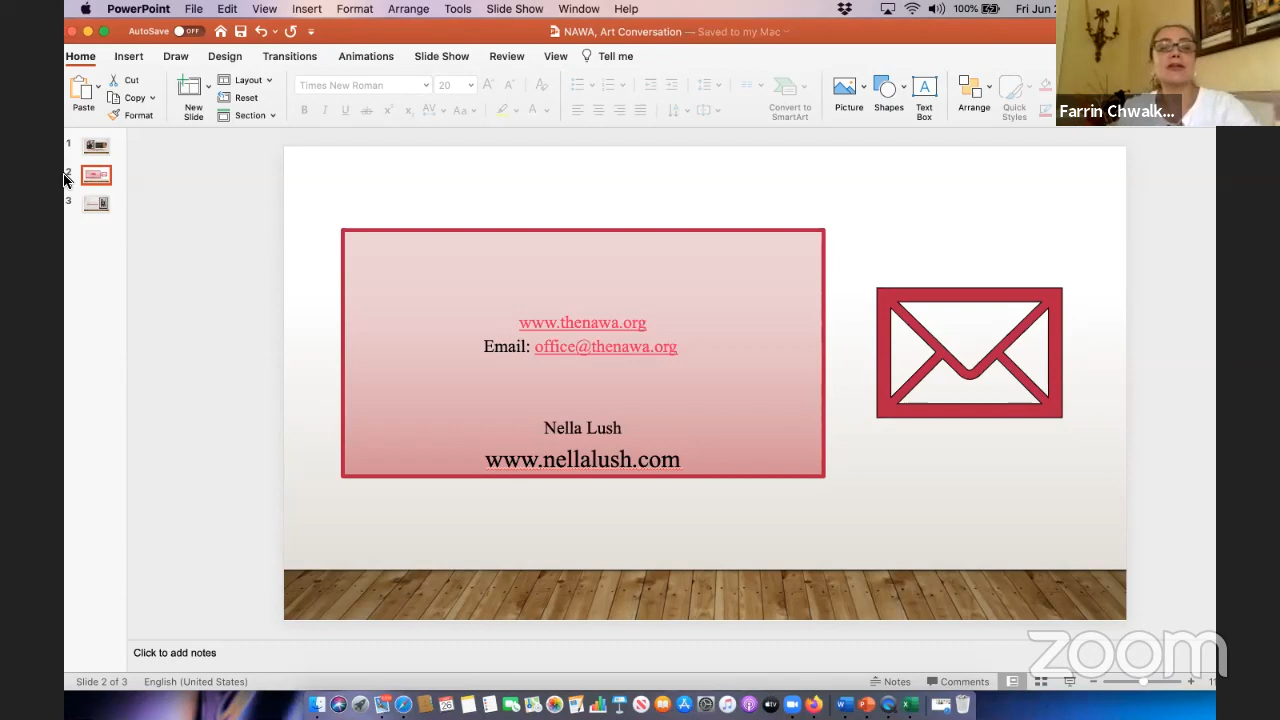 PowerPoint File Edit View Insert Format Arrange Tools Slide Show Window Help 100% Fri Jun 2
AutoSave OFF NAWA, Art Conversation — Saved to my Mac
Home Insert Draw Design Transitions Animations Slide Show Review View Tell me
Paste Cut Copy Format New Slide Layout Reset Section Times New Roman 20 Convert to SmartArt Picture Shapes Text Box Arrange Quick Styles
Farrin Chwalk...
1
2
3
www.thenawa.org
Email: office@thenawa.org
Nella Lush
www.nellalush.com
Click to add notes
zoom
Slide 2 of 3 English (United States) Notes Comments